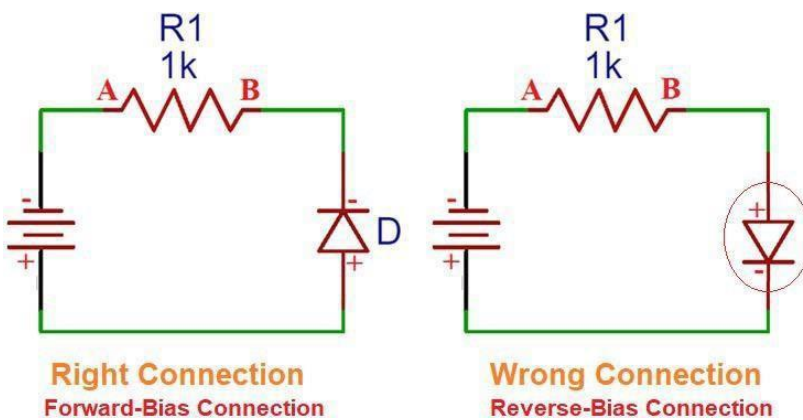 R1
1k
A B
-
+
-
D
+
Right Connection
Forward-Bias Connection
R1
1k
A B
-
+
+
-
Wrong Connection
Reverse-Bias Connection